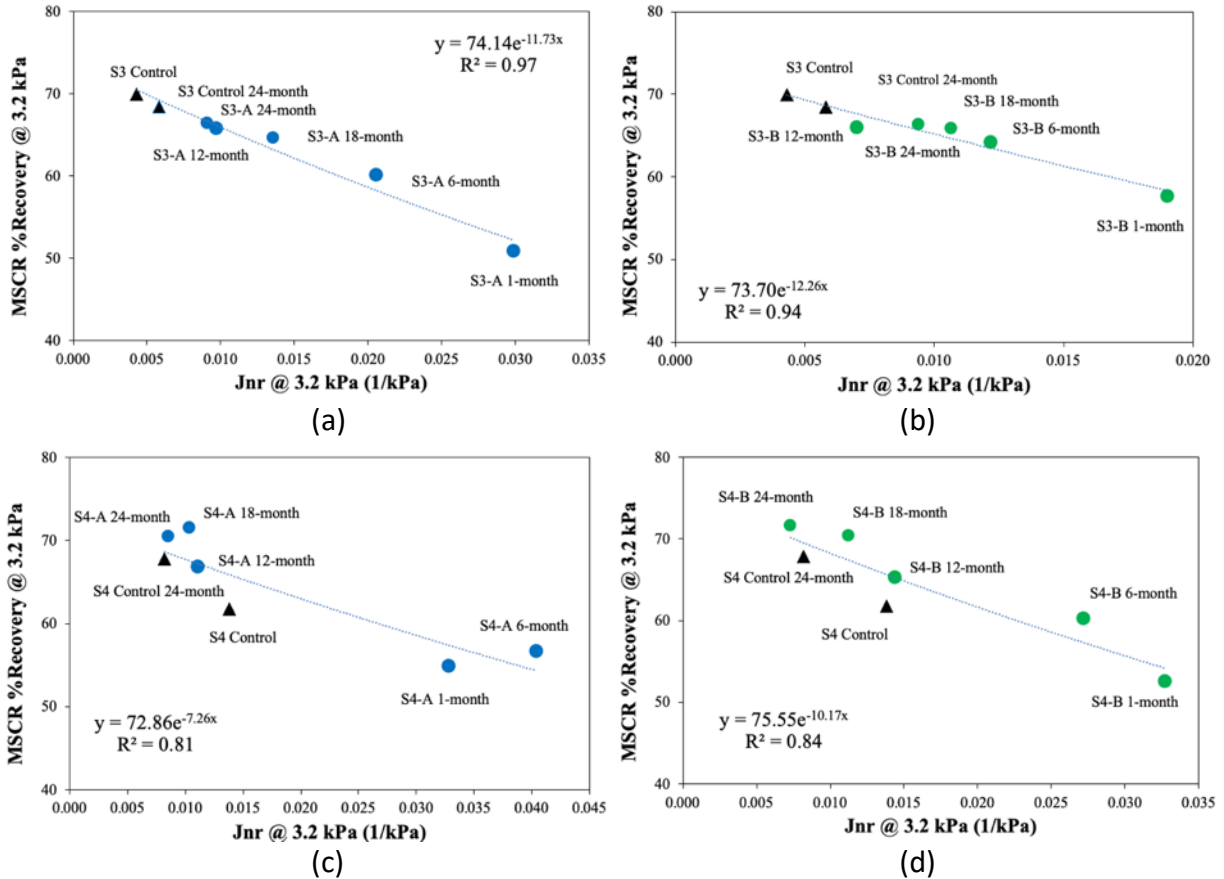 80
70
60
50
40
MSCR %Recovery @ 3.2 kPa
y = 74.14e^-11.73x
R² = 0.97
S3 Control
S3 Control 24-month
S3-A 24-month
S3-A 12-month
S3-A 18-month
S3-A 6-month
S3-A 1-month
0.000 0.005 0.010 0.015 0.020 0.025 0.030 0.035
Jnr @ 3.2 kPa (1/kPa)
(a)
80
70
60
50
40
MSCR %Recovery @ 3.2 kPa
S3 Control
S3 Control 24-month
S3-B 18-month
S3-B 12-month
S3-B 6-month
S3-B 24-month
S3-B 1-month
y = 73.70e^-12.26x
R² = 0.94
0.000 0.005 0.010 0.015 0.020
Jnr @ 3.2 kPa (1/kPa)
(b)
80
70
60
50
40
MSCR %Recovery @ 3.2 kPa
S4-A 24-month
S4-A 18-month
S4-A 12-month
S4 Control 24-month
S4 Control
S4-A 6-month
S4-A 1-month
y = 72.86e^-7.26x
R² = 0.81
0.000 0.005 0.010 0.015 0.020 0.025 0.030 0.035 0.040 0.045
Jnr @ 3.2 kPa (1/kPa)
(c)
80
70
60
50
40
MSCR %Recovery @ 3.2 kPa
S4-B 24-month
S4-B 18-month
S4 Control 24-month
S4-B 12-month
S4-B 6-month
S4 Control
S4-B 1-month
y = 75.55e^-10.17x
R² = 0.84
0.000 0.005 0.010 0.015 0.020 0.025 0.030 0.035
Jnr @ 3.2 kPa (1/kPa)
(d)